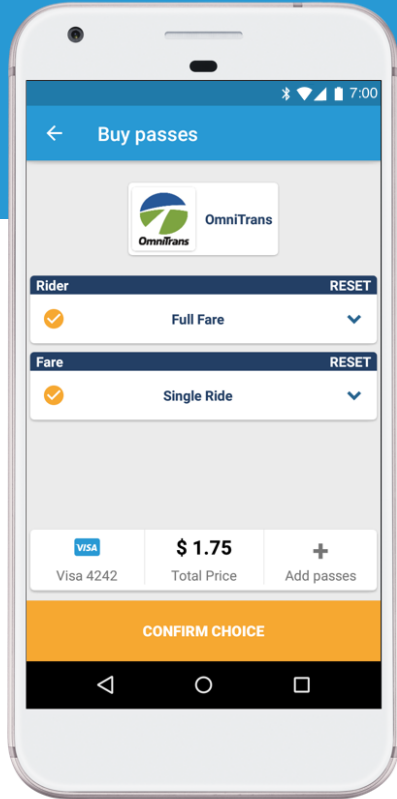 7:00
Buy passes
OmniTrans
OmniTrans
Rider RESET
Full Fare
Fare RESET
Single Ride
VISA $ 1.75
Visa 4242 Total Price Add passes
CONFIRM CHOICE